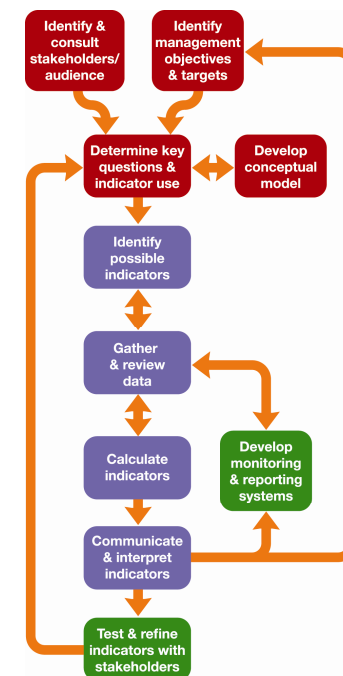 Identify &
consult
stakeholders/
audience
Identify
management
objectives
& targets
Determine key
questions &
indicator use
Develop
conceptual
model
Identify
possible
indicators
Gather
& review
data
Calculate
indicators
Develop
monitoring
& reporting
systems
Communicate
& interpret
indicators
Test & refine
indicators with
stakeholders